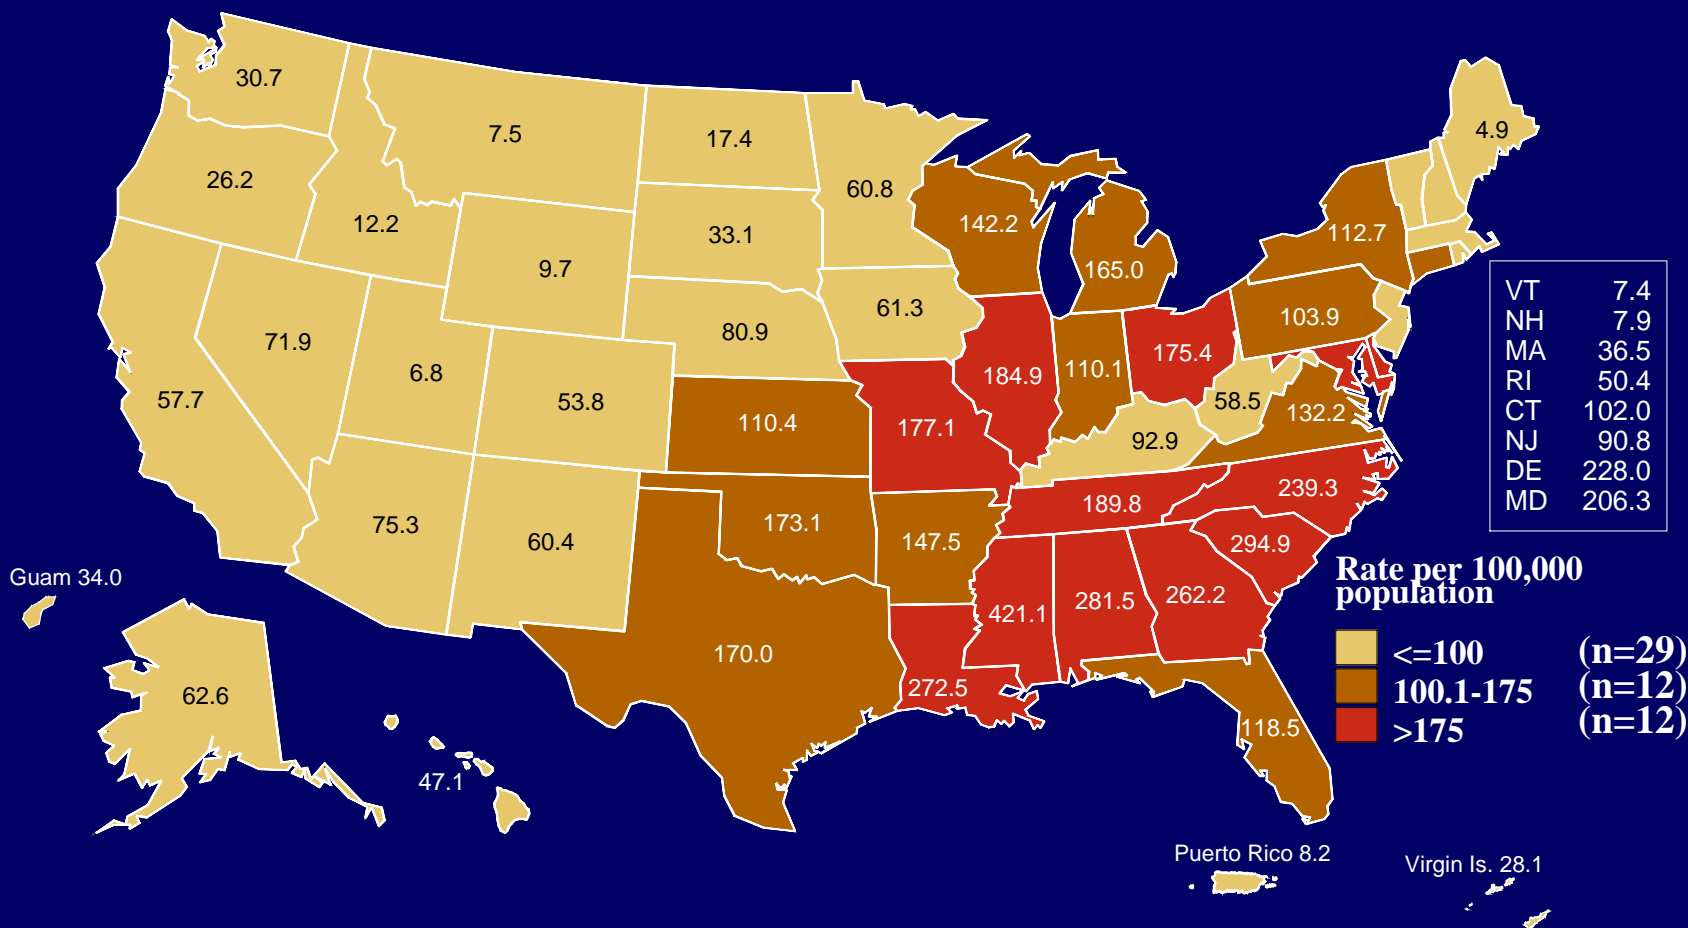 30.7
7.5
17.4
4.9
26.2
60.8
12.2
33.1
142.2
112.7
9.7
165.0
61.3
103.9
80.9
71.9
175.4
6.8
184.9
110.1
57.7
53.8
58.5
132.2
110.4
177.1
92.9
VT 7.4
NH 7.9
MA 36.5
RI 50.4
CT 102.0
NJ 90.8
DE 228.0
MD 206.3
239.3
189.8
75.3
60.4
173.1
147.5
294.9
Guam 34.0
421.1
281.5
262.2
170.0
272.5
62.6
118.5
47.1
Rate per 100,000
population
<=100 (n=29)
100.1-175 (n=12)
>175 (n=12)
Puerto Rico 8.2
Virgin Is. 28.1